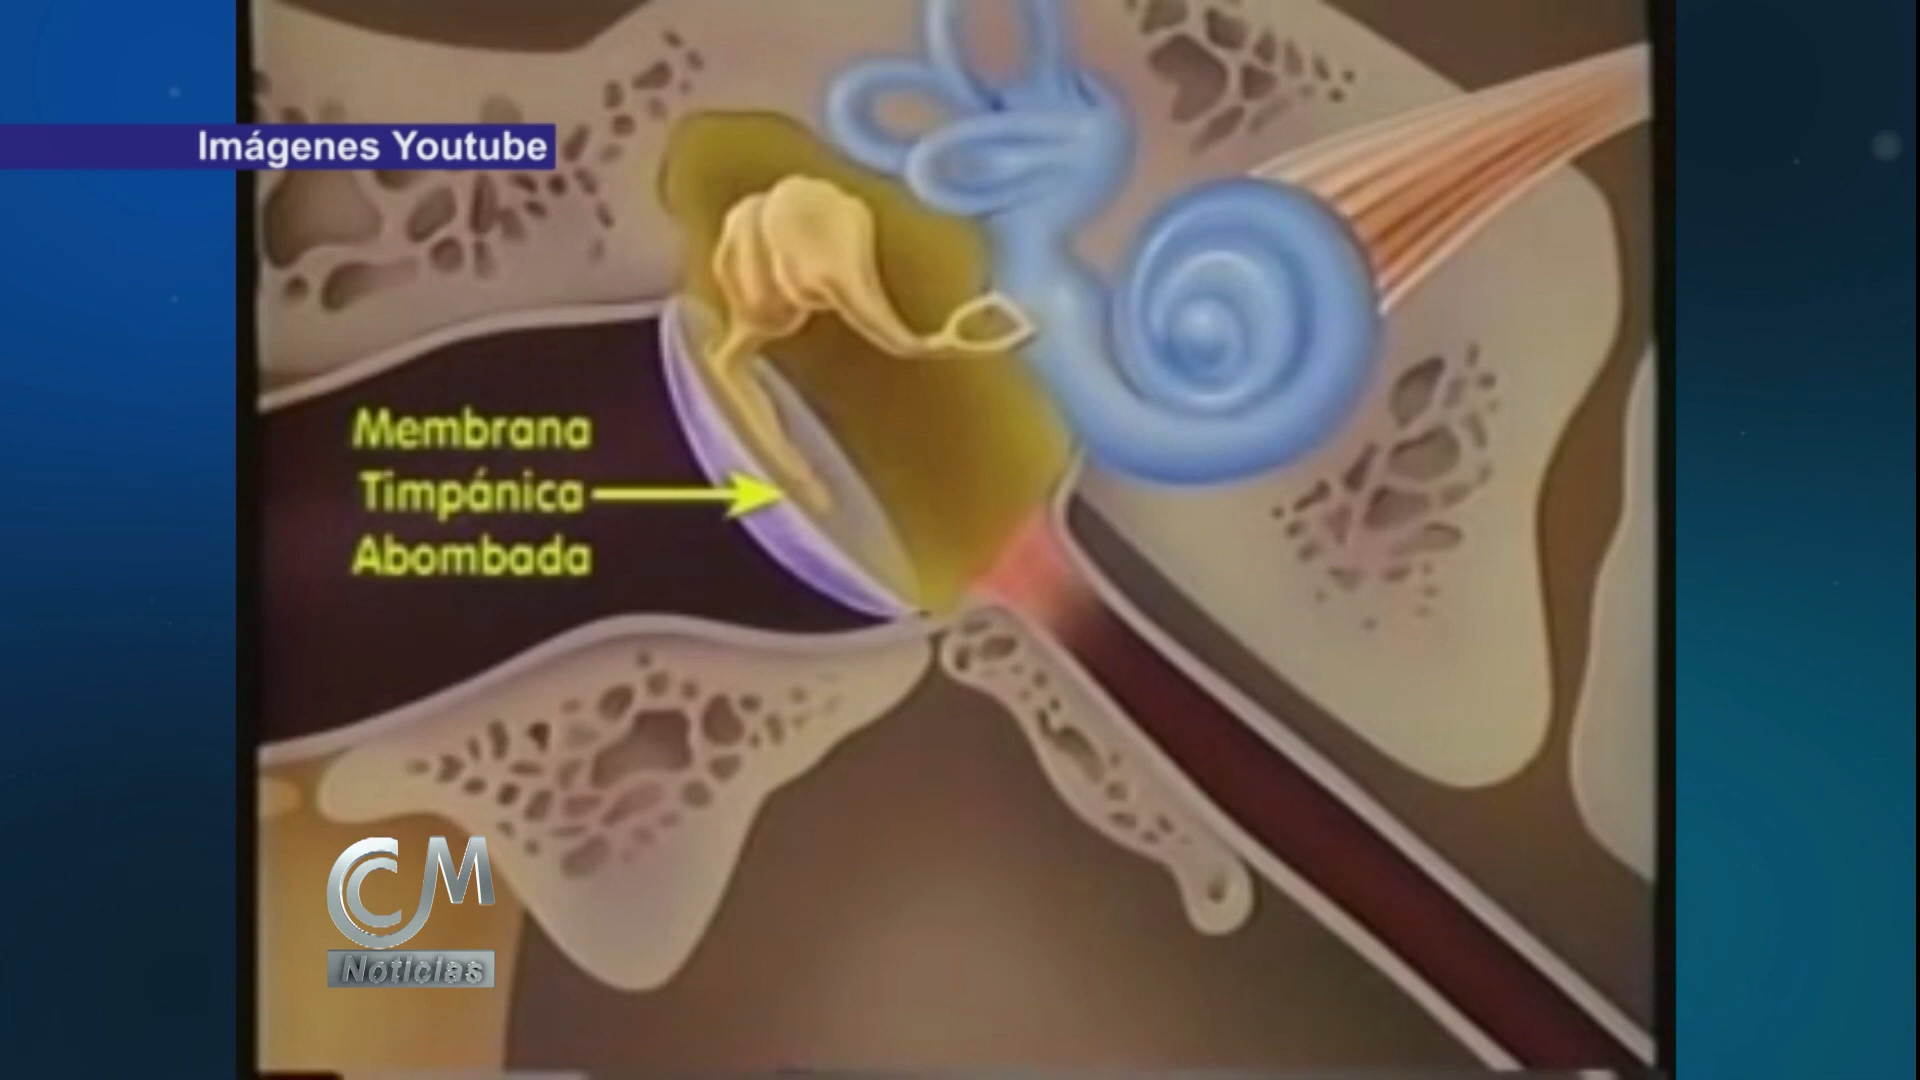 Imágenes Youtube
Membrana
Timpánica
Abombada
CM
Noticias